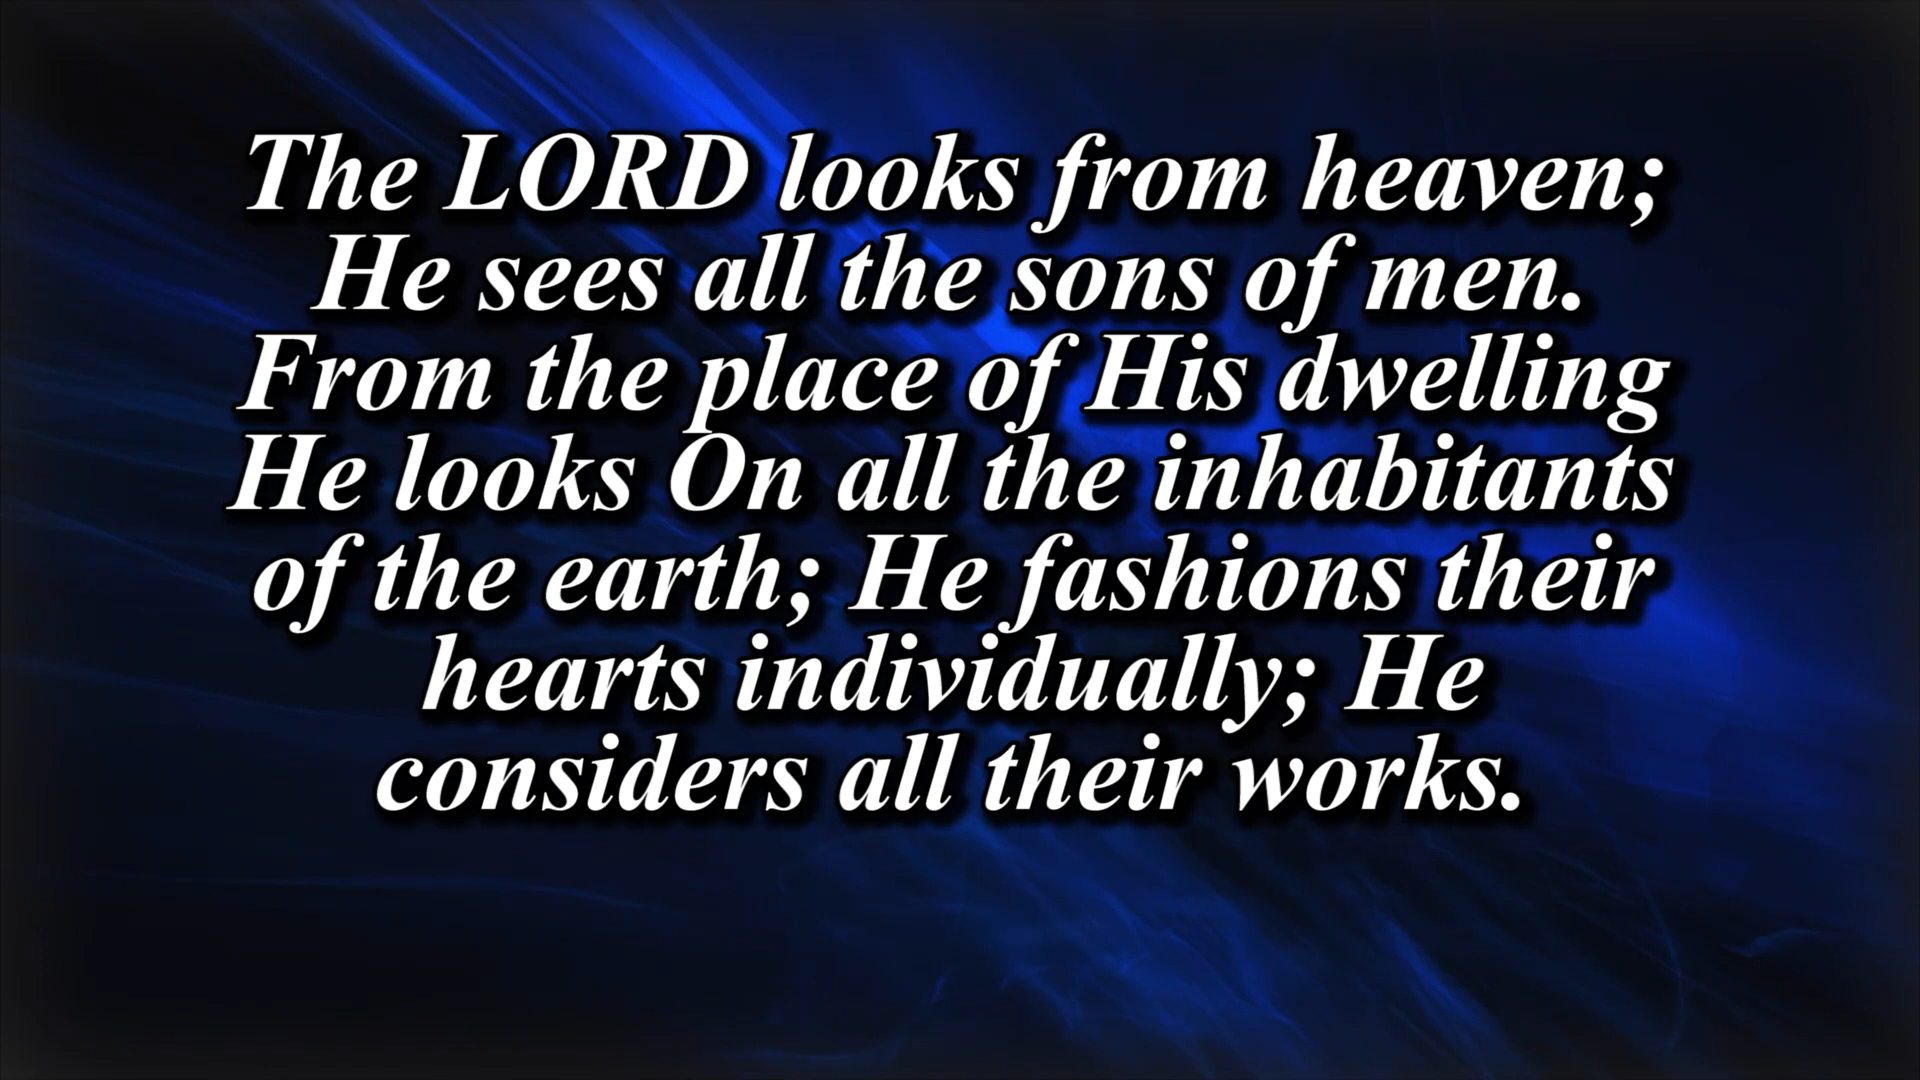 The LORD looks from heaven;
He sees all the sons of men.
From the place of His dwelling
He looks On all the inhabitants
of the earth; He fashions their
hearts individually; He
considers all their works.